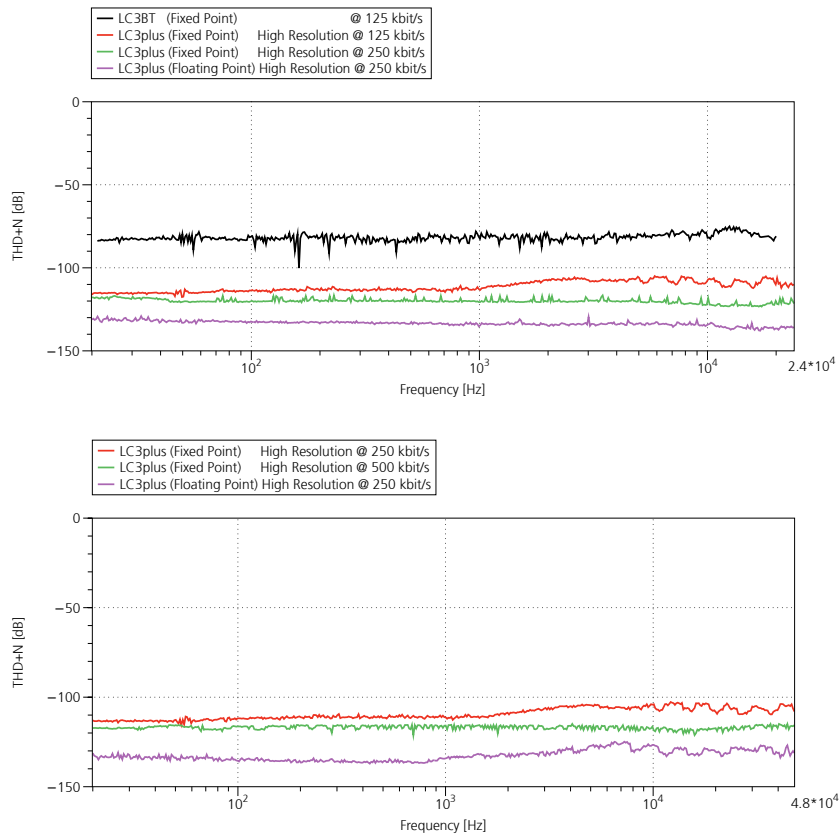 LC3BT (Fixed Point) @ 125 kbit/s
LC3plus (Fixed Point) High Resolution @ 125 kbit/s
LC3plus (Fixed Point) High Resolution @ 250 kbit/s
LC3plus (Floating Point) High Resolution @ 250 kbit/s
0
−50
−100
−150
THD+N [dB]
10²
10³
10⁴
2.4*10⁴
Frequency [Hz]
LC3plus (Fixed Point) High Resolution @ 250 kbit/s
LC3plus (Fixed Point) High Resolution @ 500 kbit/s
LC3plus (Floating Point) High Resolution @ 250 kbit/s
0
−50
−100
−150
THD+N [dB]
10²
10³
10⁴
4.8*10⁴
Frequency [Hz]